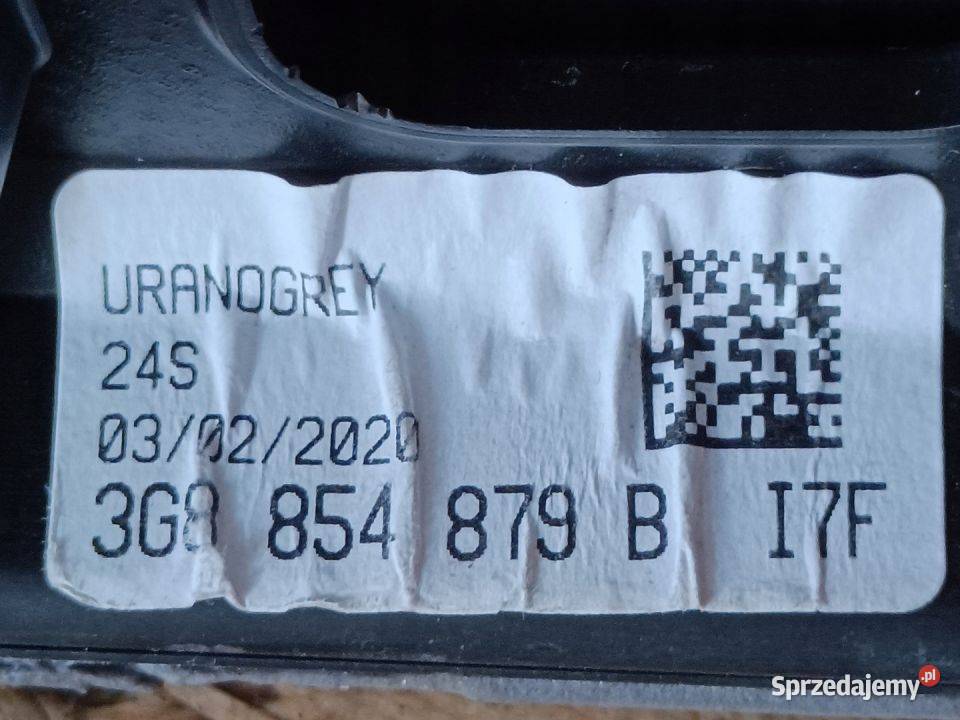 URANOGREY
24S
03/02/2020
3G8 854 879 B I7F
Sprzedajemy.pl